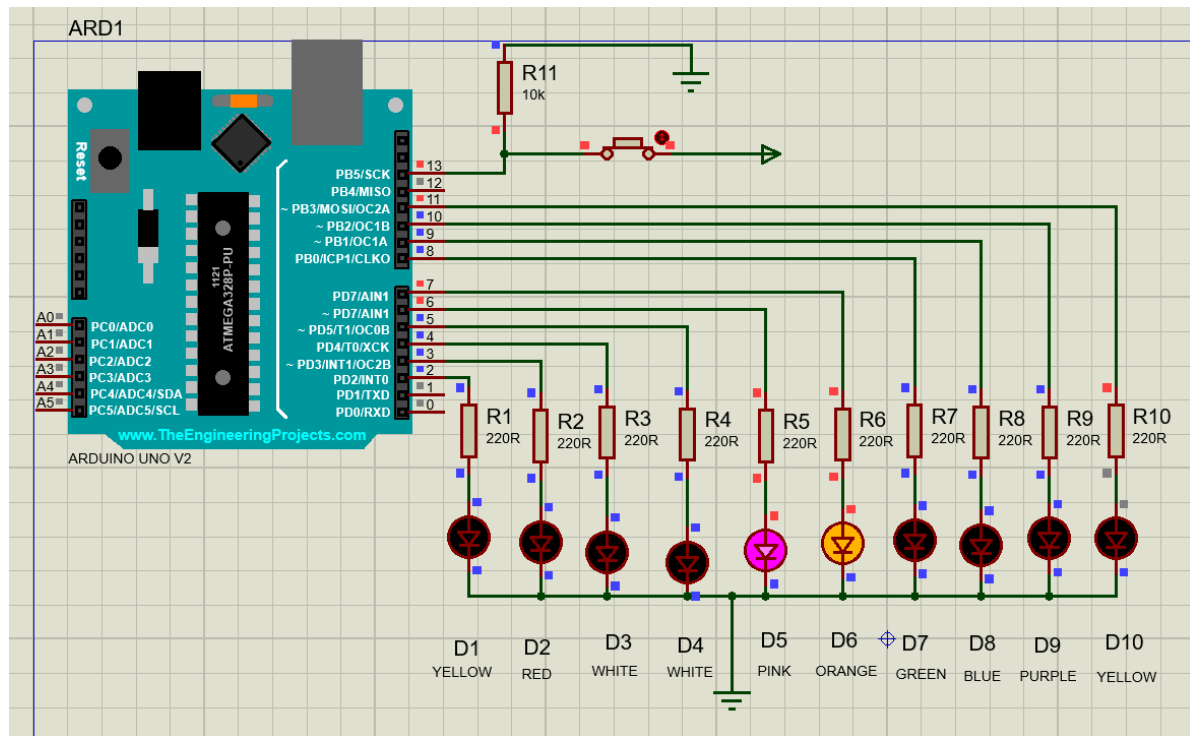 ARD1
R11
10k
Reset
1121
ATMEGA328P-PU
PB5/SCK
13
PB4/MISO
12
~ PB3/MOSI/OC2A
11
~ PB2/OC1B
10
~ PB1/OC1A
9
PB0/ICP1/CLKO
8
PD7/AIN1
7
~ PD7/AIN1
6
~ PD5/T1/OC0B
5
PD4/T0/XCK
4
~ PD3/INT1/OC2B
3
PD2/INT0
2
PD1/TXD
1
PD0/RXD
0
A0
PC0/ADC0
A1
PC1/ADC1
A2
PC2/ADC2
A3
PC3/ADC3
A4
PC4/ADC4/SDA
A5
PC5/ADC5/SCL
www.TheEngineeringProjects.com
ARDUINO UNO V2
R1
220R
R2
220R
R3
220R
R4
220R
R5
220R
R6
220R
R7
220R
R8
220R
R9
220R
R10
220R
D1
YELLOW
D2
RED
D3
WHITE
D4
WHITE
D5
PINK
D6
ORANGE
D7
GREEN
D8
BLUE
D9
PURPLE
D10
YELLOW